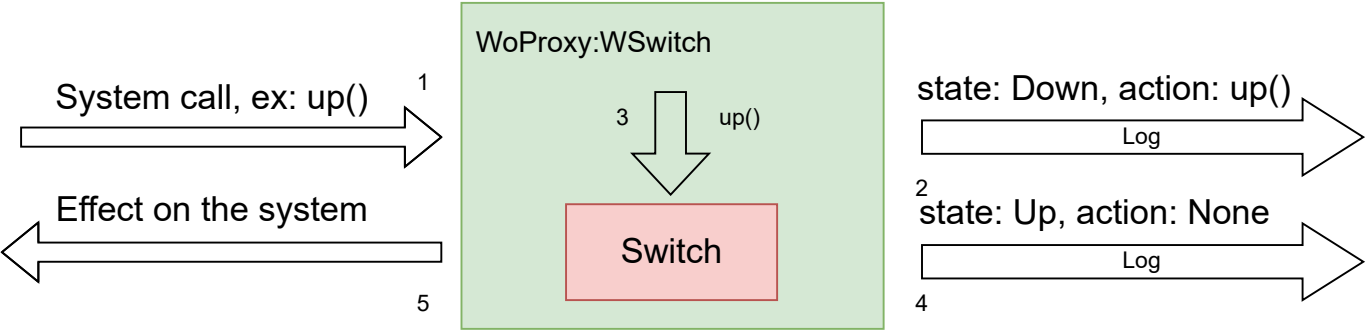 WoProxy:WSwitch
1
System call, ex: up()
state: Down, action: up()
3
up()
Log
2
Effect on the system
state: Up, action: None
Switch
Log
5
4